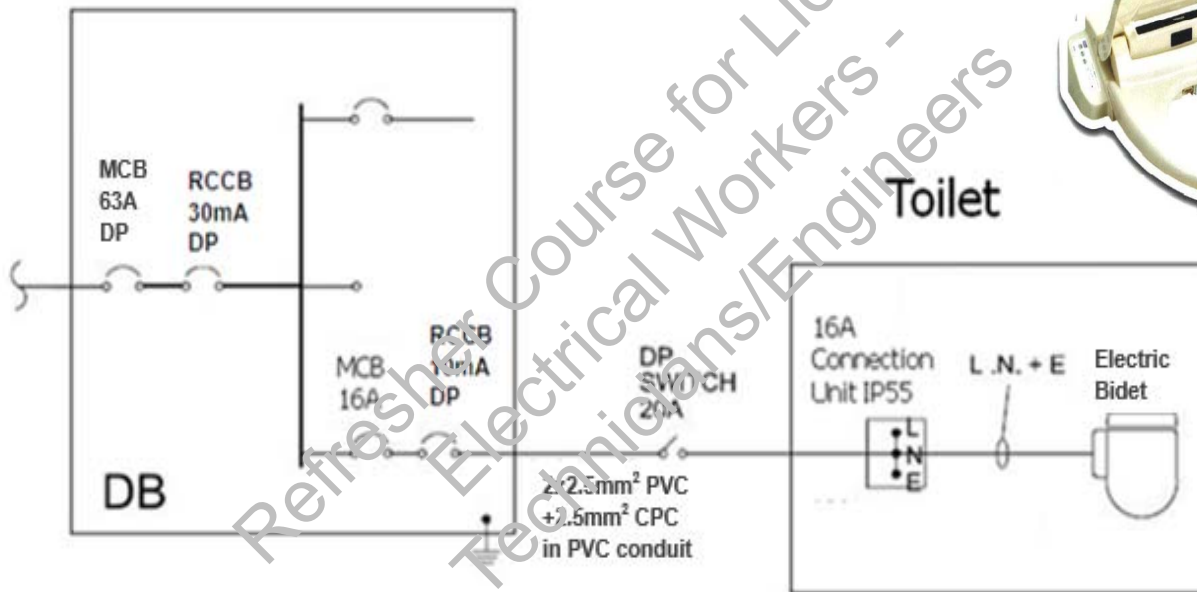 MCB
63A
DP
RCCB
30mA
DP
MCB
16A
RCCB
10mA
DP
DB
DP
SWITCH
20A
2x2.5mm² PVC
+2.5mm² CPC
in PVC conduit
Toilet
16A
Connection
Unit IP55
L
N
E
L .N. + E
Electric
Bidet
Refresher Course for
Electrical Workers -
Technicians/Engineers